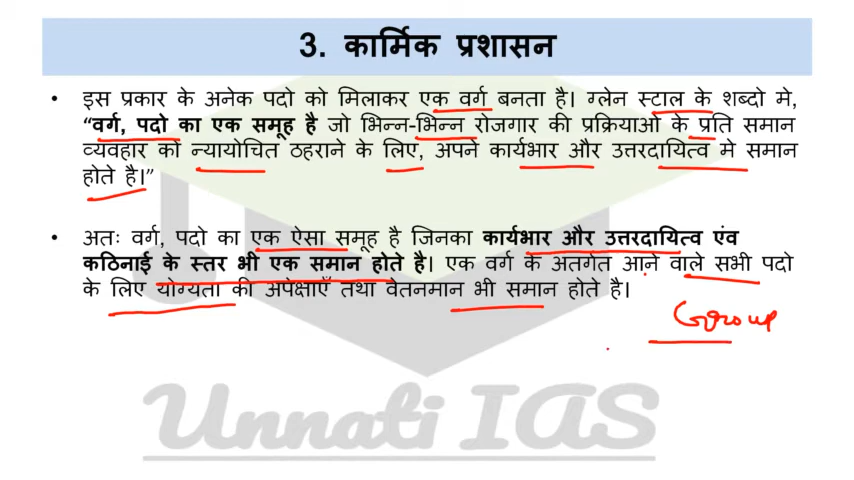 3. कार्मिक प्रशासन
• इस प्रकार के अनेक पदो को मिलाकर एक वर्ग बनता है। ग्लेन स्टाल के शब्दो मे,
“वर्ग, पदो का एक समूह है जो भिन्न-भिन्न रोजगार की प्रक्रियाओ के प्रति समान
व्यवहार को न्यायोचित ठहराने के लिए, अपने कार्यभार और उत्तरदायित्व मे समान
होते है।”
• अतः वर्ग, पदो का एक ऐसा समूह है जिनका कार्यभार और उत्तरदायित्व एंव
कठिनाई के स्तर भी एक समान होते है। एक वर्ग के अतर्गत आने वाले सभी पदो
के लिए योग्यता की अपेक्षाएँ तथा वेतनमान भी समान होते है।
Group
Unnati IAS